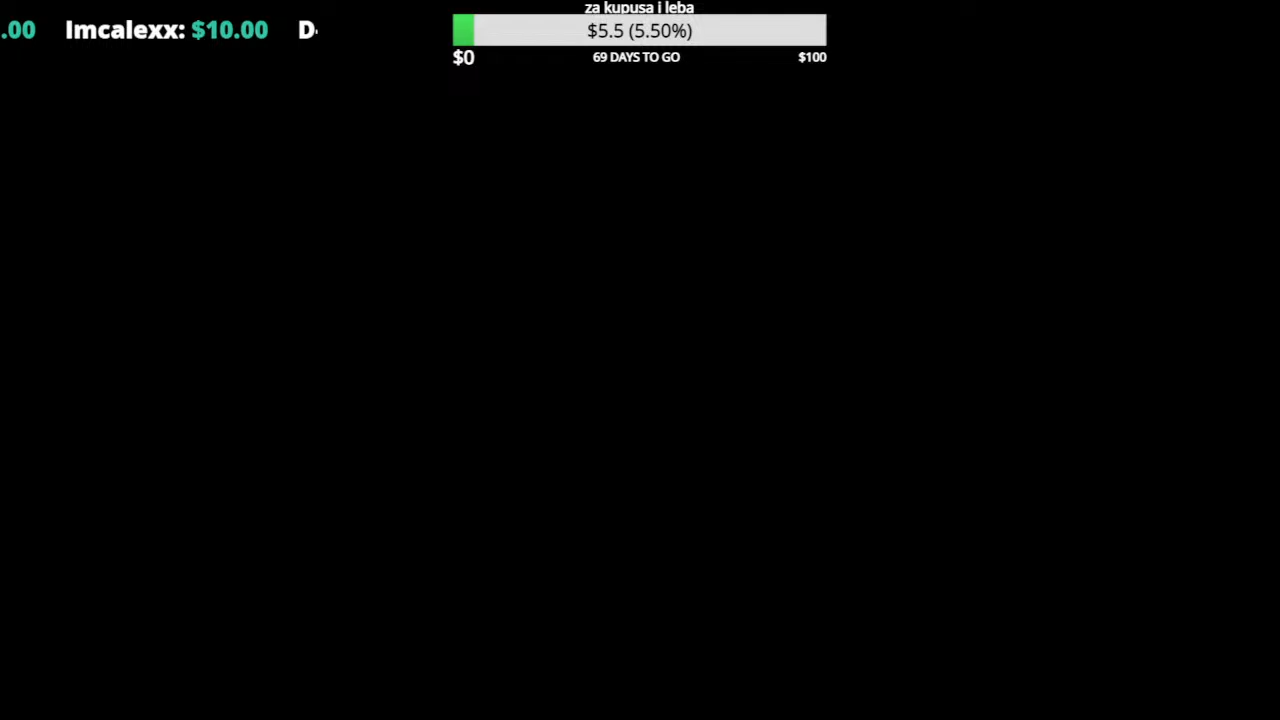 .00 Imcalexx: $10.00 D
za kupusa i leba
$5.5 (5.50%)
$0 69 DAYS TO GO $100